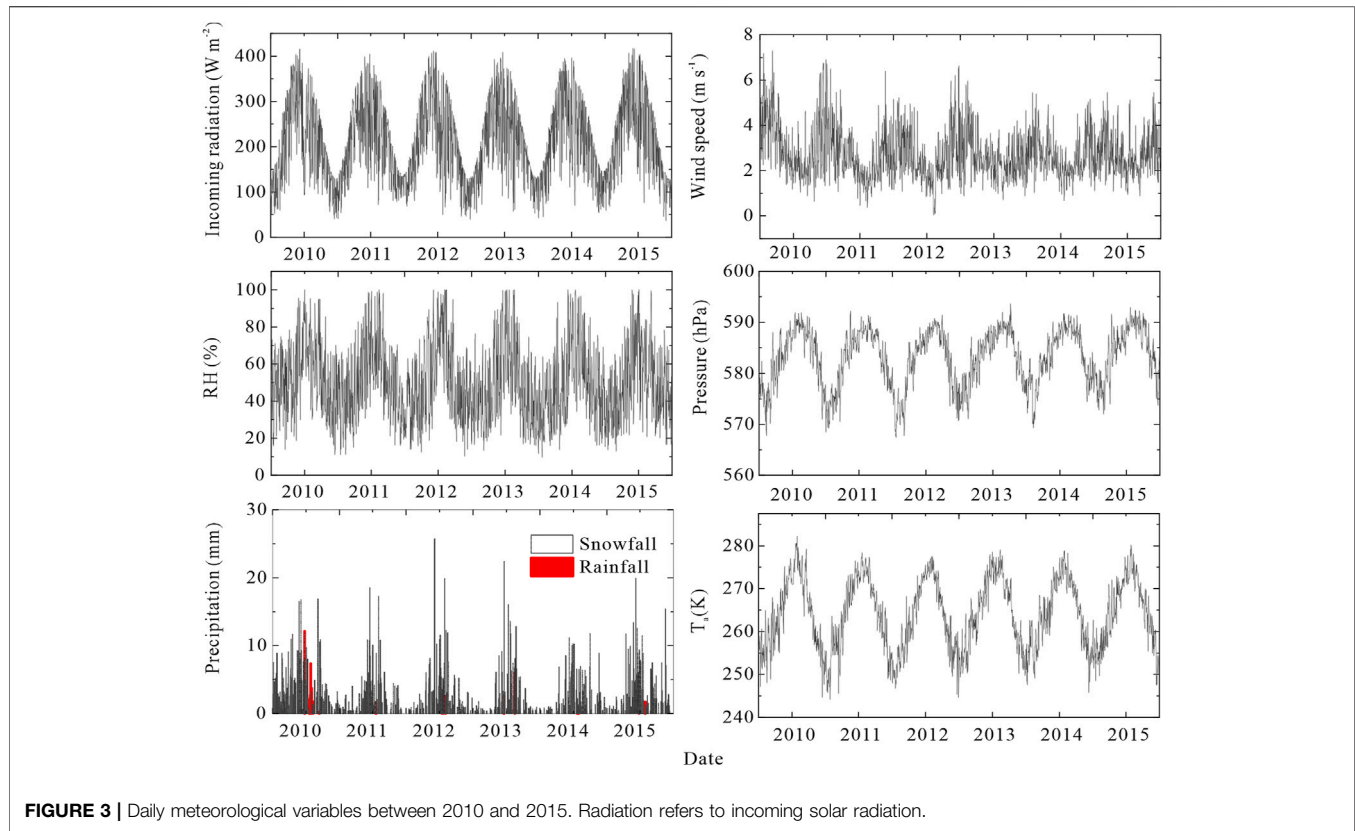 Incoming radiation (W m⁻²)
400
300
200
100
0
2010 2011 2012 2013 2014 2015
Wind speed (m s⁻¹)
8
6
4
2
0
2010 2011 2012 2013 2014 2015
RH (%)
100
80
60
40
20
0
2010 2011 2012 2013 2014 2015
Pressure (hPa)
600
590
580
570
560
2010 2011 2012 2013 2014 2015
Precipitation (mm)
30
20
10
0
Snowfall
Rainfall
2010 2011 2012 2013 2014 2015
Tₐ(K)
280
270
260
250
240
2010 2011 2012 2013 2014 2015
Date
FIGURE 3 | Daily meteorological variables between 2010 and 2015. Radiation refers to incoming solar radiation.